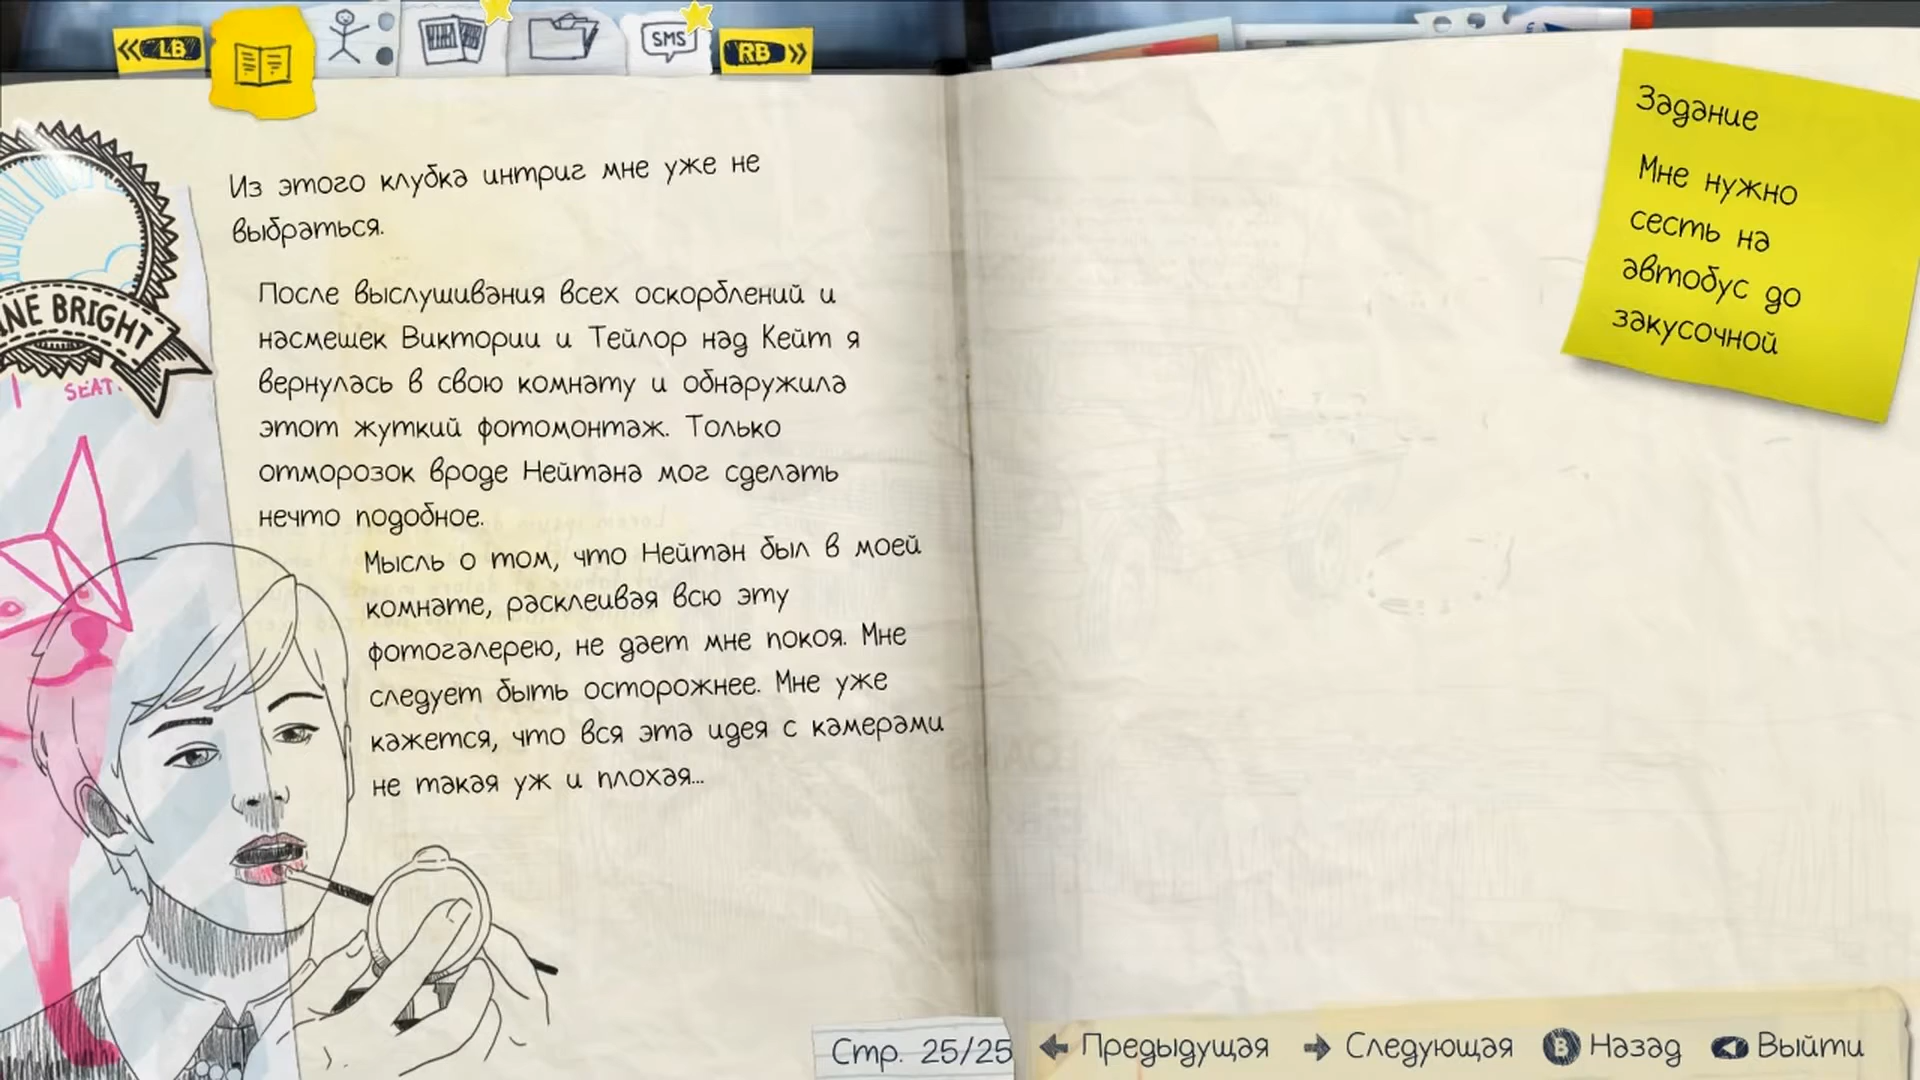 LB
SMS
RB
INE BRIGHT
SEAT.
Из этого клубка интриг мне уже не
выбраться.
После выслушивания всех оскорблений и
насмешек Виктории и Тейлор над Кейт я
вернулась в свою комнату и обнаружила
этот жуткий фотомонтаж. Только
отморозок вроде Нейтана мог сделать
нечто подобное.
Мысль о том, что Нейтан был в моей
комнате, расклеивая всю эту
фотогалерею, не дает мне покоя. Мне
следует быть осторожнее. Мне уже
кажется, что вся эта идея с камерами
не такая уж и плохая...
Задание
Мне нужно
сесть на
автобус до
закусочной
Стр. 25/25
Предыдущая
Следующая
B Назад
Выйти